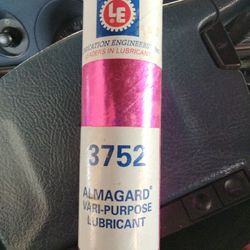 LE
LUBRICATION ENGINEERS®
LEADERS IN LUBRICANT
3752
ALMAGARD®
VARI-PURPOSE
LUBRICANT